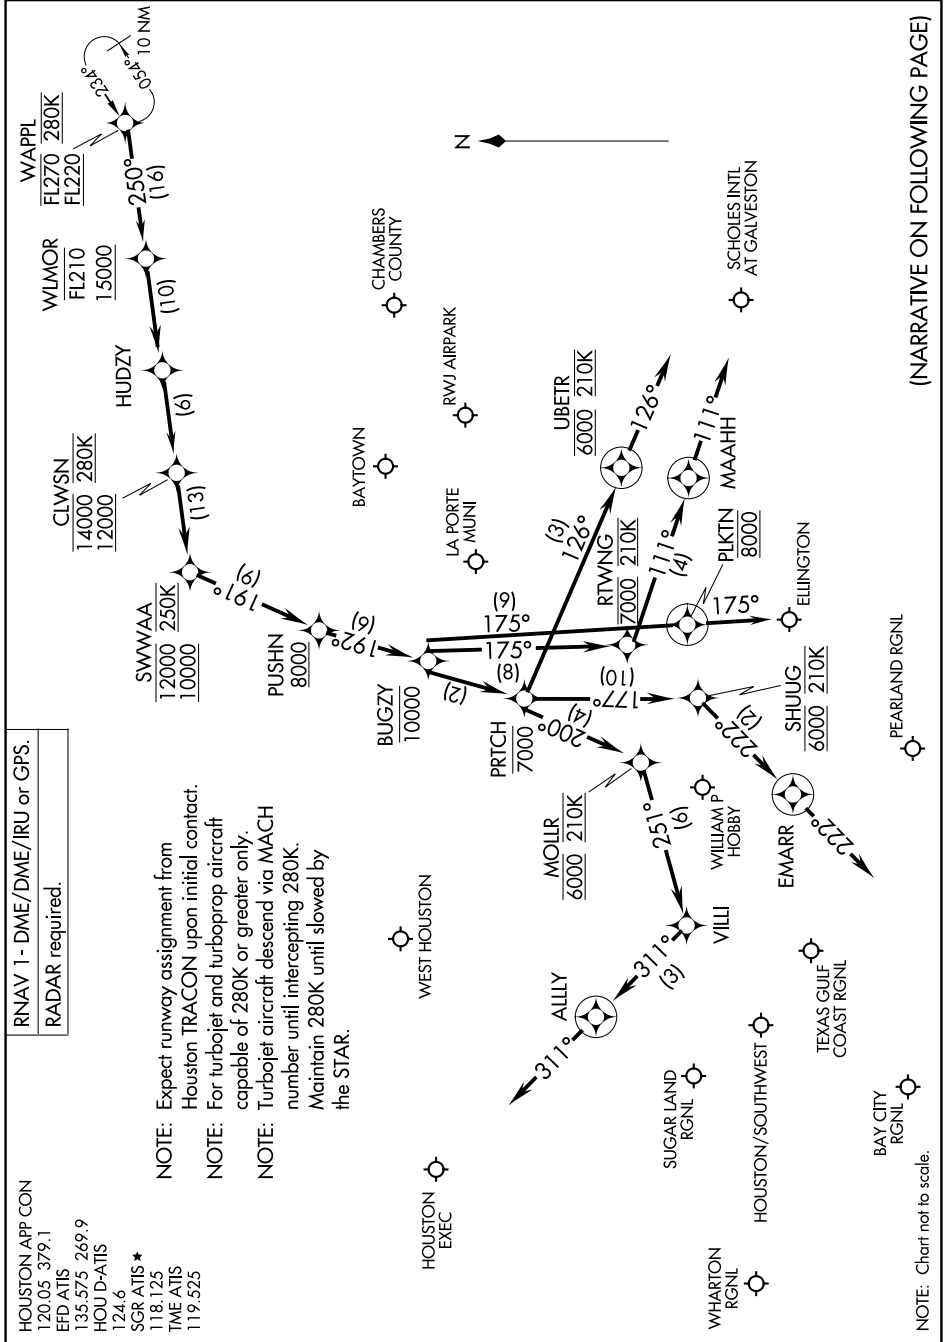 HOUSTON APP CON
120.05 379.1
EFD ATIS
135.575 269.9
HOU D-ATIS
124.6
SGR ATIS ★
118.125
TME ATIS
119.525
RNAV 1 - DME/DME/IRU or GPS.
RADAR required.
NOTE: Expect runway assignment from
Houston TRACON upon initial contact.
NOTE: For turbojet and turboprop aircraft
capable of 280K or greater only.
NOTE: Turbojet aircraft descend via MACH
number until intercepting 280K.
Maintain 280K until slowed by
the STAR.
WAPPL
FL270 280K
FL220
234°
054°
10 NM
250°
(16)
WLMOR
FL210
15000
(10)
HUDZY
(6)
CLWSN
14000 280K
12000
(13)
SWWAA
12000 250K
10000
191°
(9)
PUSHN
8000
192°
(6)
BUGZY
10000
(2)
175°
(9)
175°
(8)
PRTCH
7000
(3)
126°
UBETR
6000 210K
126°
RTWNG
7000 210K
111°
(4)
MAAHH
111°
PLKTN
8000
175°
177°
(10)
200°
(4)
SHUUG
6000 210K
222°
(2)
EMARR
222°
MOLLR
6000 210K
251°
(6)
VILLI
311°
(3)
ALLLY
311°
N
CHAMBERS
COUNTY
RWJ AIRPARK
BAYTOWN
LA PORTE
MUNI
SCHOLES INTL
AT GALVESTON
ELLINGTON
PEARLAND RGNL
WILLIAM P
HOBBY
WEST HOUSTON
TEXAS GULF
COAST RGNL
SUGAR LAND
RGNL
HOUSTON/SOUTHWEST
BAY CITY
RGNL
HOUSTON
EXEC
WHARTON
RGNL
NOTE: Chart not to scale.
(NARRATIVE ON FOLLOWING PAGE)